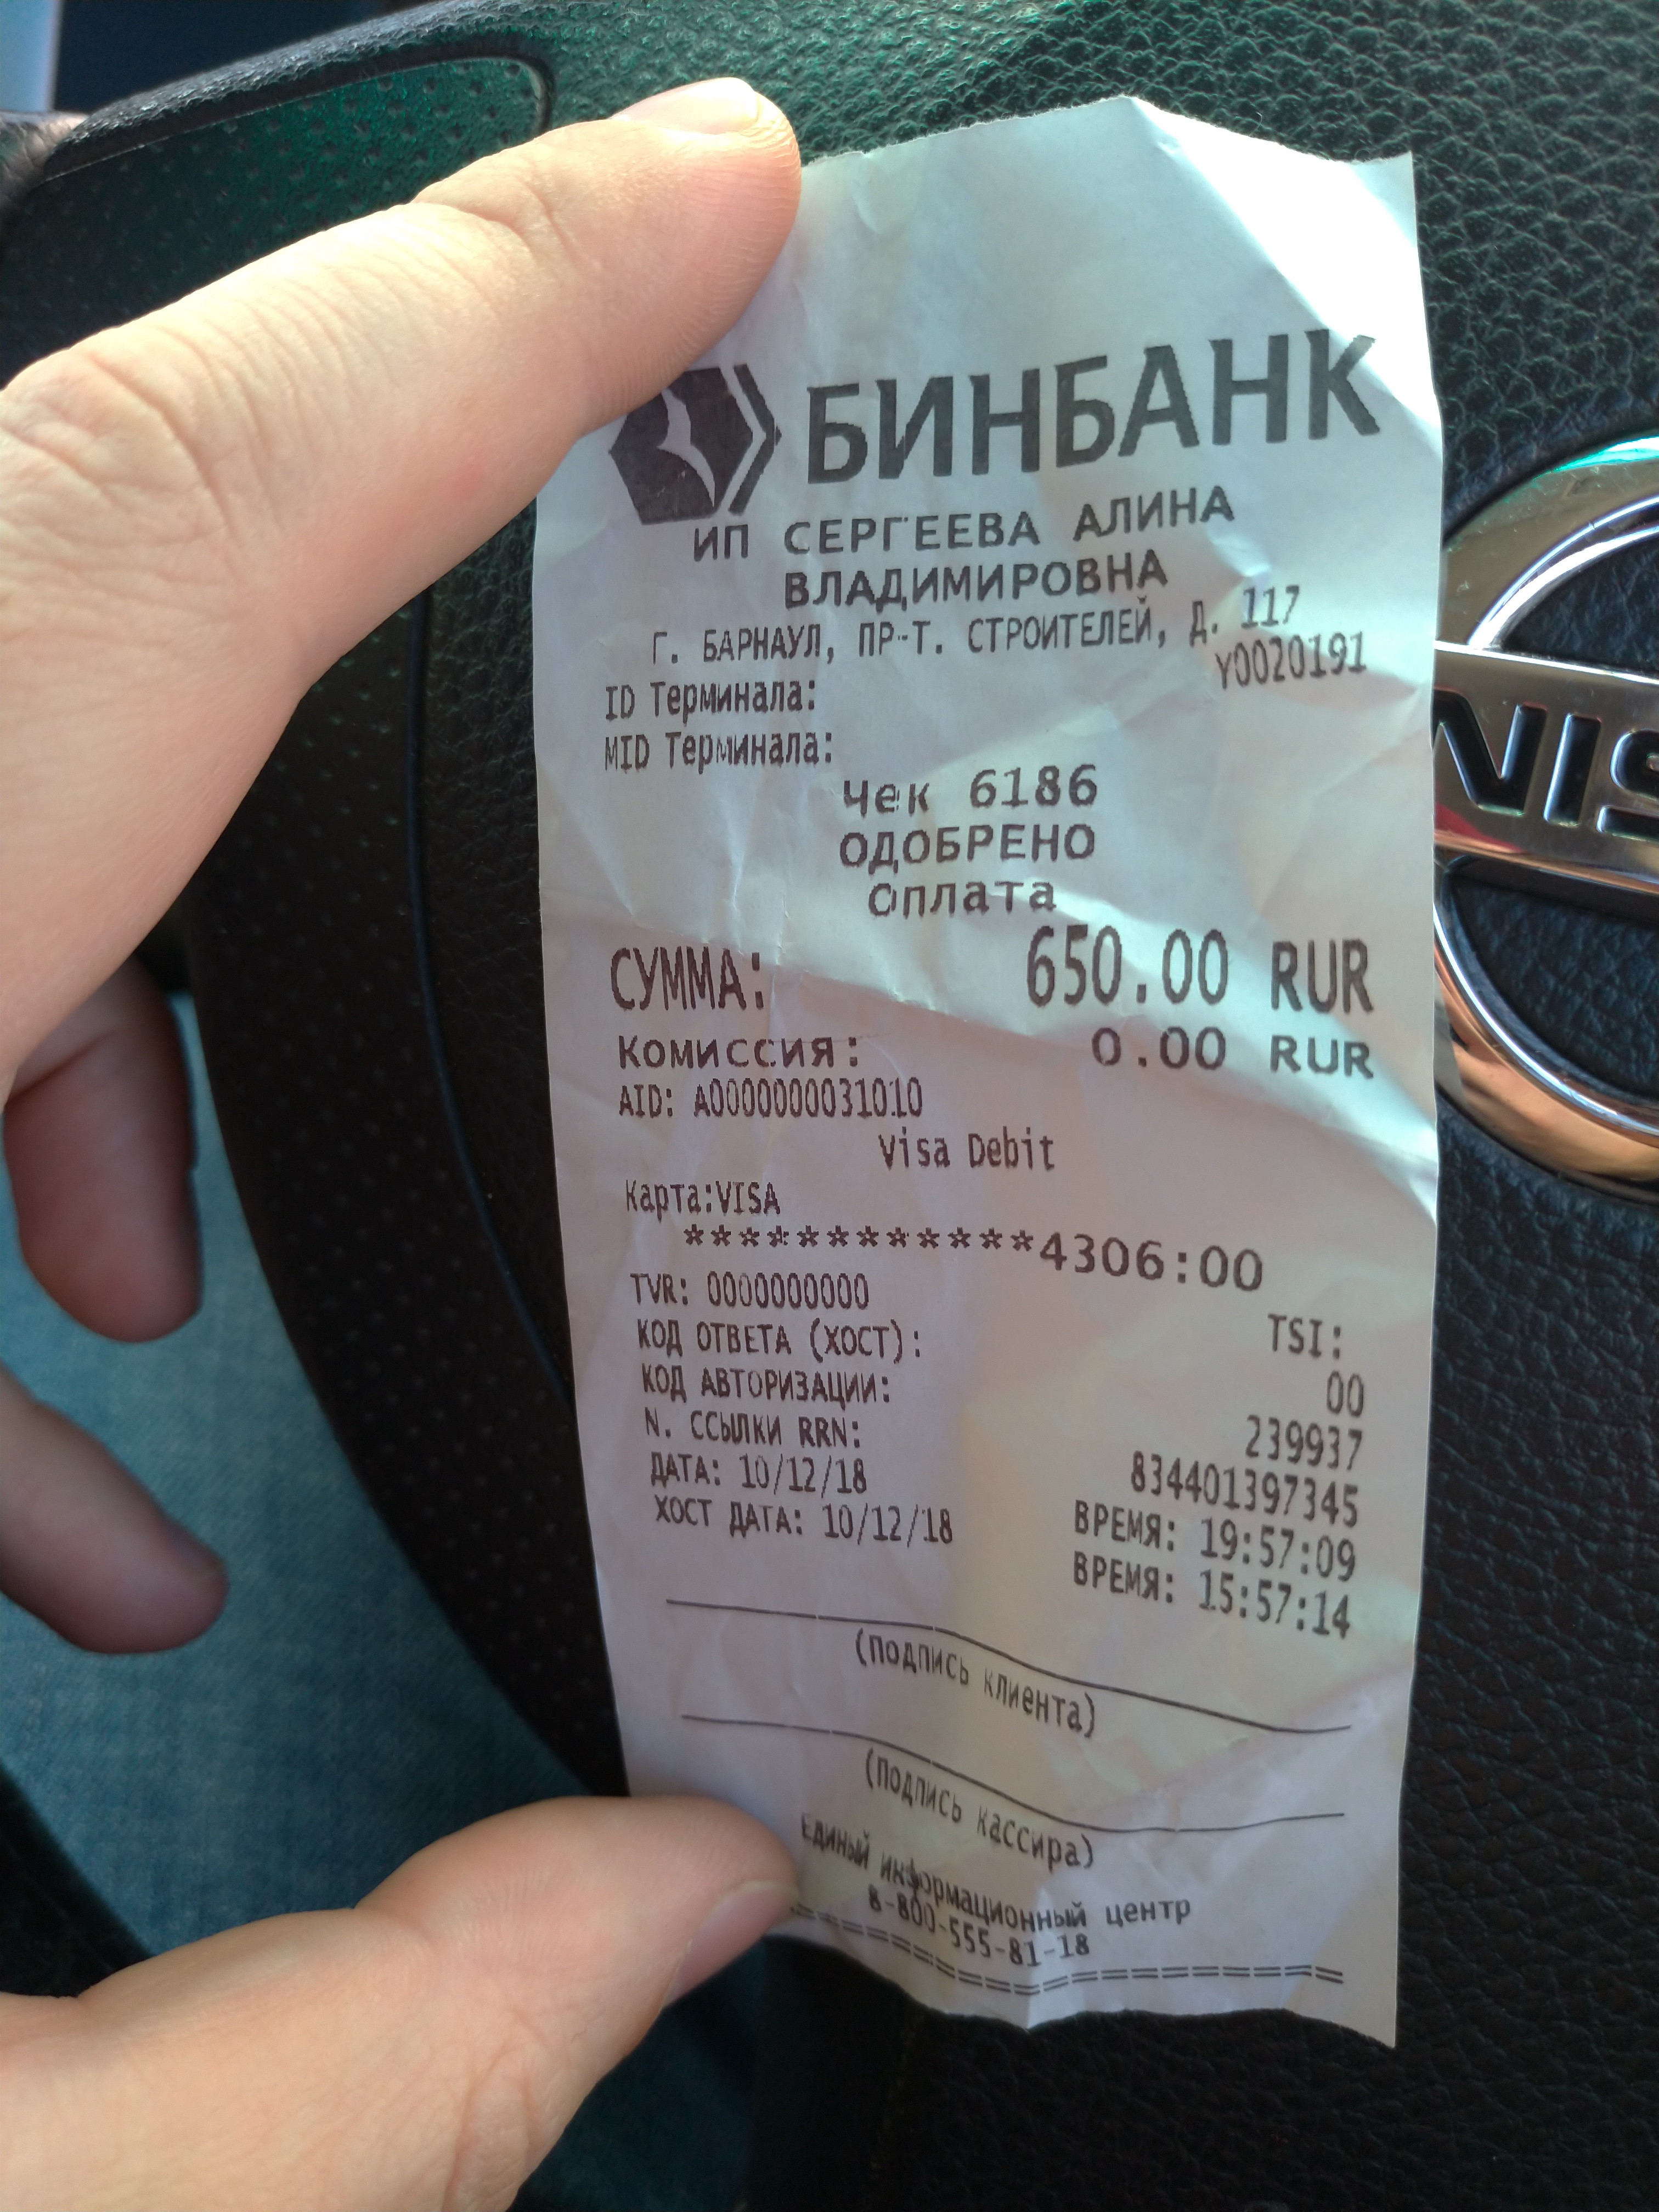 БИНБАНК
ИП СЕРГЕЕВА АЛИНА
ВЛАДИМИРОВНА
Г. БАРНАУЛ, ПР-Т. СТРОИТЕЛЕЙ, Д. 117
ID Терминала: Y0020191
MID Терминала:
Чек 6186
ОДОБРЕНО
Оплата
СУММА: 650.00 RUR
Комиссия: 0.00 RUR
AID: A0000000031010
Visa Debit
Карта:VISA
************4306:00
TVR: 0000000000 TSI:
КОД ОТВЕТА (ХОСТ): 00
КОД АВТОРИЗАЦИИ: 239937
N. ССЫЛКИ RRN: 834401397345
ДАТА: 10/12/18 ВРЕМЯ: 19:57:09
ХОСТ ДАТА: 10/12/18 ВРЕМЯ: 15:57:14
(подпись клиента)
(подпись кассира)
Единый информационный центр
8-800-555-81-18